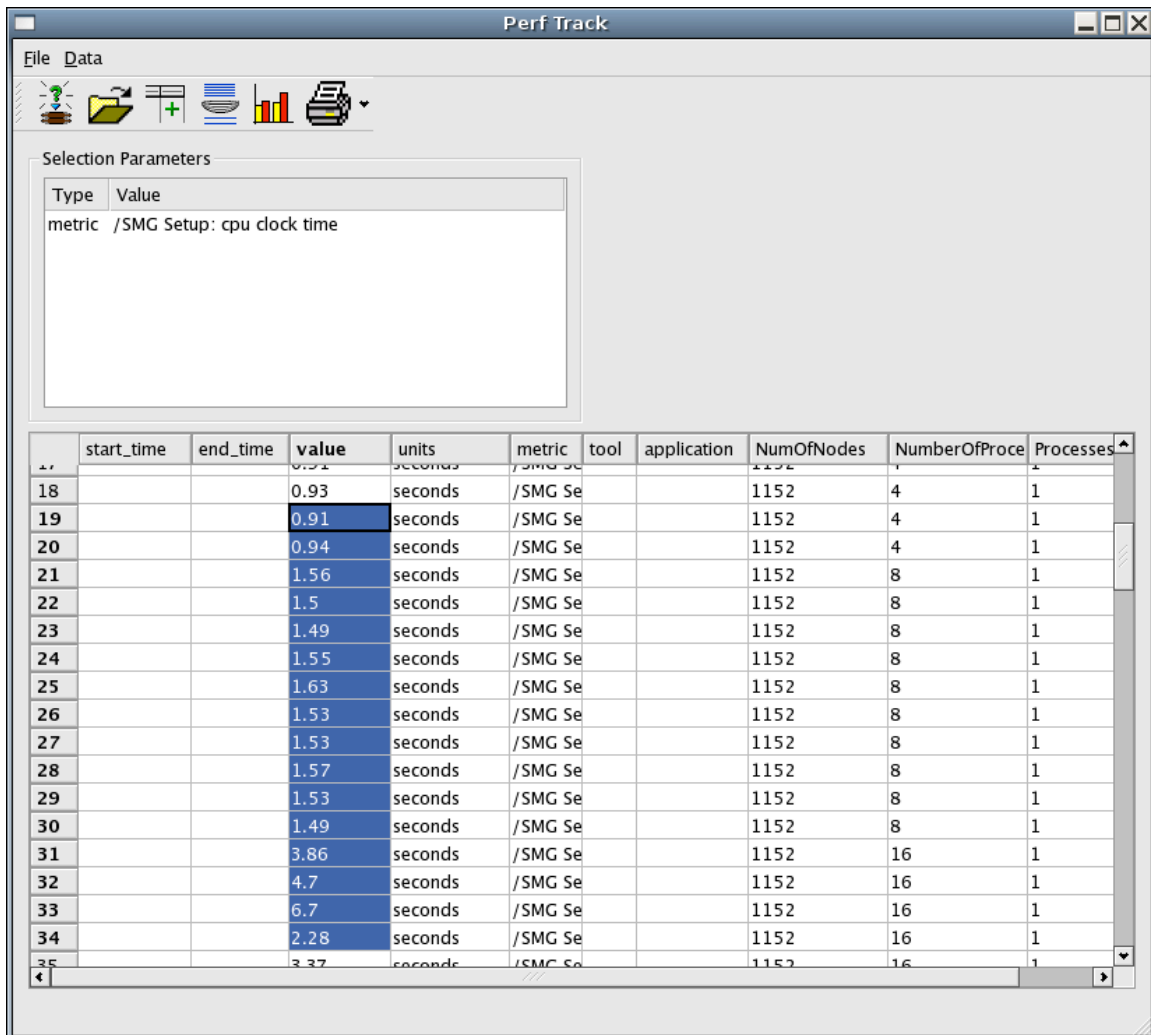 Perf Track
File Data
Selection Parameters
Type Value
metric /SMG Setup: cpu clock time
start_time end_time value units metric tool application NumOfNodes NumberOfProce Processes
18 0.93 seconds /SMG Se 1152 4 1
19 0.91 seconds /SMG Se 1152 4 1
20 0.94 seconds /SMG Se 1152 4 1
21 1.56 seconds /SMG Se 1152 8 1
22 1.5 seconds /SMG Se 1152 8 1
23 1.49 seconds /SMG Se 1152 8 1
24 1.55 seconds /SMG Se 1152 8 1
25 1.63 seconds /SMG Se 1152 8 1
26 1.53 seconds /SMG Se 1152 8 1
27 1.53 seconds /SMG Se 1152 8 1
28 1.57 seconds /SMG Se 1152 8 1
29 1.53 seconds /SMG Se 1152 8 1
30 1.49 seconds /SMG Se 1152 8 1
31 3.86 seconds /SMG Se 1152 16 1
32 4.7 seconds /SMG Se 1152 16 1
33 6.7 seconds /SMG Se 1152 16 1
34 2.28 seconds /SMG Se 1152 16 1
35 3.37 seconds /SMG Se 1152 16 1